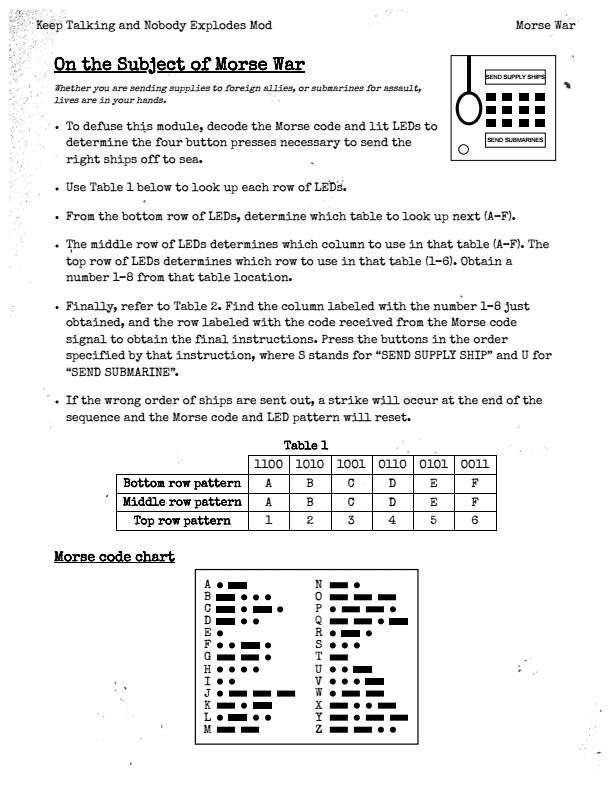 Keep Talking and Nobody Explodes Mod
Morse War
On the Subject of Morse War
Whether you are sending supplies to foreign allies, or submarines for assault,
lives are in your hands.
SEND SUPPLY SHIPS
SEND SUBMARINES
• To defuse this module, decode the Morse code and lit LEDs to
determine the four button presses necessary to send the
right ships off to sea.
• Use Table 1 below to look up each row of LEDs.
• From the bottom row of LEDs, determine which table to look up next (A-F).
• The middle row of LEDs determines which column to use in that table (A-F). The
top row of LEDs determines which row to use in that table (1-6). Obtain a
number 1-8 from that table location.
• Finally, refer to Table 2. Find the column labeled with the number 1-8 just
obtained, and the row labeled with the code received from the Morse code
signal to obtain the final instructions. Press the buttons in the order
specified by that instruction, where S stands for “SEND SUPPLY SHIP” and U for
“SEND SUBMARINE”.
• If the wrong order of ships are sent out, a strike will occur at the end of the
sequence and the Morse code and LED pattern will reset.
Table 1
1100 1010 1001 0110 0101 0011
Bottom row pattern A B C D E F
Middle row pattern A B C D E F
Top row pattern 1 2 3 4 5 6
Morse code chart
A N
B O
C P
D Q
E R
F S
G T
H U
I V
J W
K X
L Y
M Z